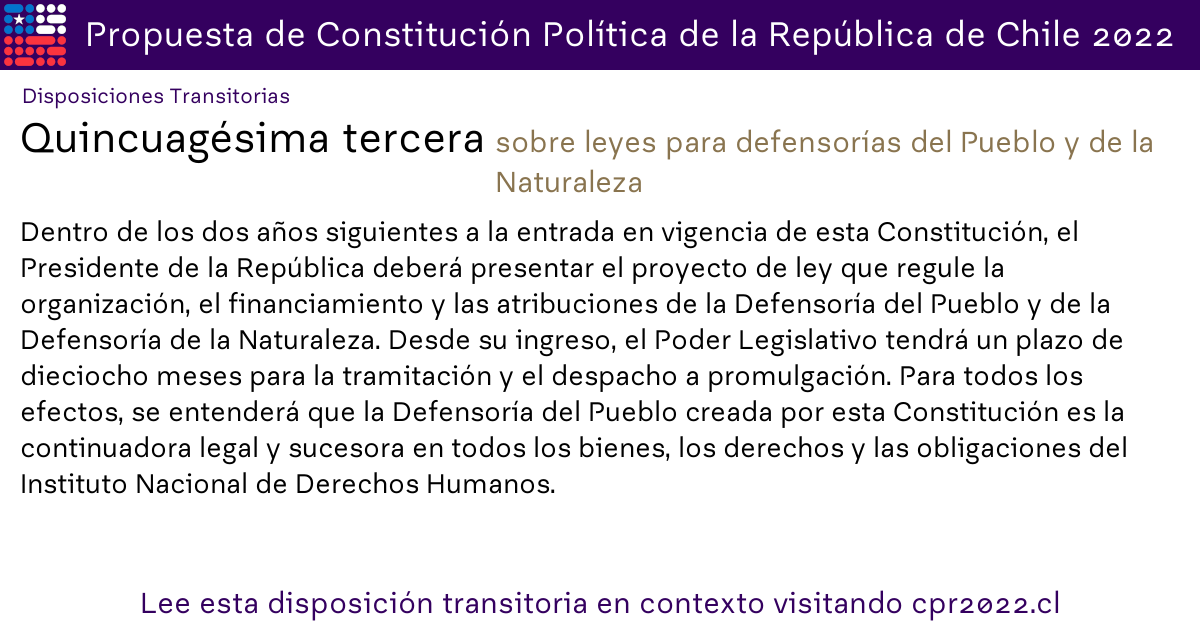 Propuesta de Constitución Política de la República de Chile 2022
Disposiciones Transitorias
Quincuagésima tercera sobre leyes para defensorías del Pueblo y de la
Naturaleza
Dentro de los dos años siguientes a la entrada en vigencia de esta Constitución, el
Presidente de la República deberá presentar el proyecto de ley que regule la
organización, el financiamiento y las atribuciones de la Defensoría del Pueblo y de la
Defensoría de la Naturaleza. Desde su ingreso, el Poder Legislativo tendrá un plazo de
dieciocho meses para la tramitación y el despacho a promulgación. Para todos los
efectos, se entenderá que la Defensoría del Pueblo creada por esta Constitución es la
continuadora legal y sucesora en todos los bienes, los derechos y las obligaciones del
Instituto Nacional de Derechos Humanos.
Lee esta disposición transitoria en contexto visitando cpr2022.cl